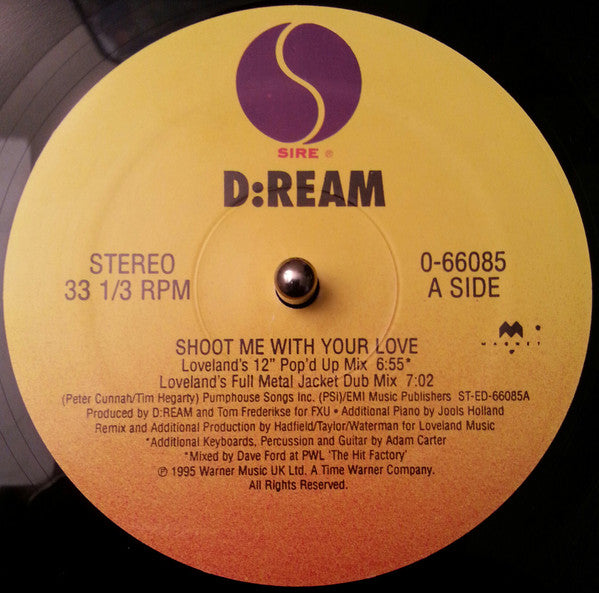 SIRE ®
D:REAM
STEREO
33 1/3 RPM
0-66085
A SIDE
SHOOT ME WITH YOUR LOVE
Loveland's 12" Pop'd Up Mix 6:55*
Loveland's Full Metal Jacket Dub Mix 7:02
M
MAGNET
(Peter Cunnah/Tim Hegarty) Pumphouse Songs Inc. (PSI)/EMI Music Publishers ST-ED-66085A
Produced by D:REAM and Tom Frederikse for FXU • Additional Piano by Jools Holland
Remix and Additional Production by Hadfield/Taylor/Waterman for Loveland Music
*Additional Keyboards, Percussion and Guitar by Adam Carter
*Mixed by Dave Ford at PWL 'The Hit Factory'
℗ 1995 Warner Music UK Ltd. A Time Warner Company.
All Rights Reserved.